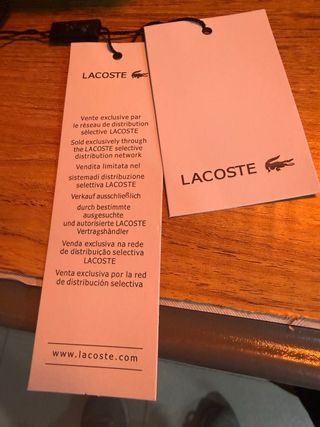 LACOSTE
Vente exclusive par
le réseau de distribution
sélective LACOSTE
Sold exclusively through
the LACOSTE selective
distribution network
Vendita limitata nel
sistemadi distribuzione
selettiva LACOSTE
Verkauf ausschließlich
durch bestimmte
ausgesuchte
und autorisierte LACOSTE
Vertragshändler
Venda exclusiva na rede
de distribuição selectiva
LACOSTE
Venta exclusiva por la red
de distribución selectiva
www.lacoste.com
LACOSTE